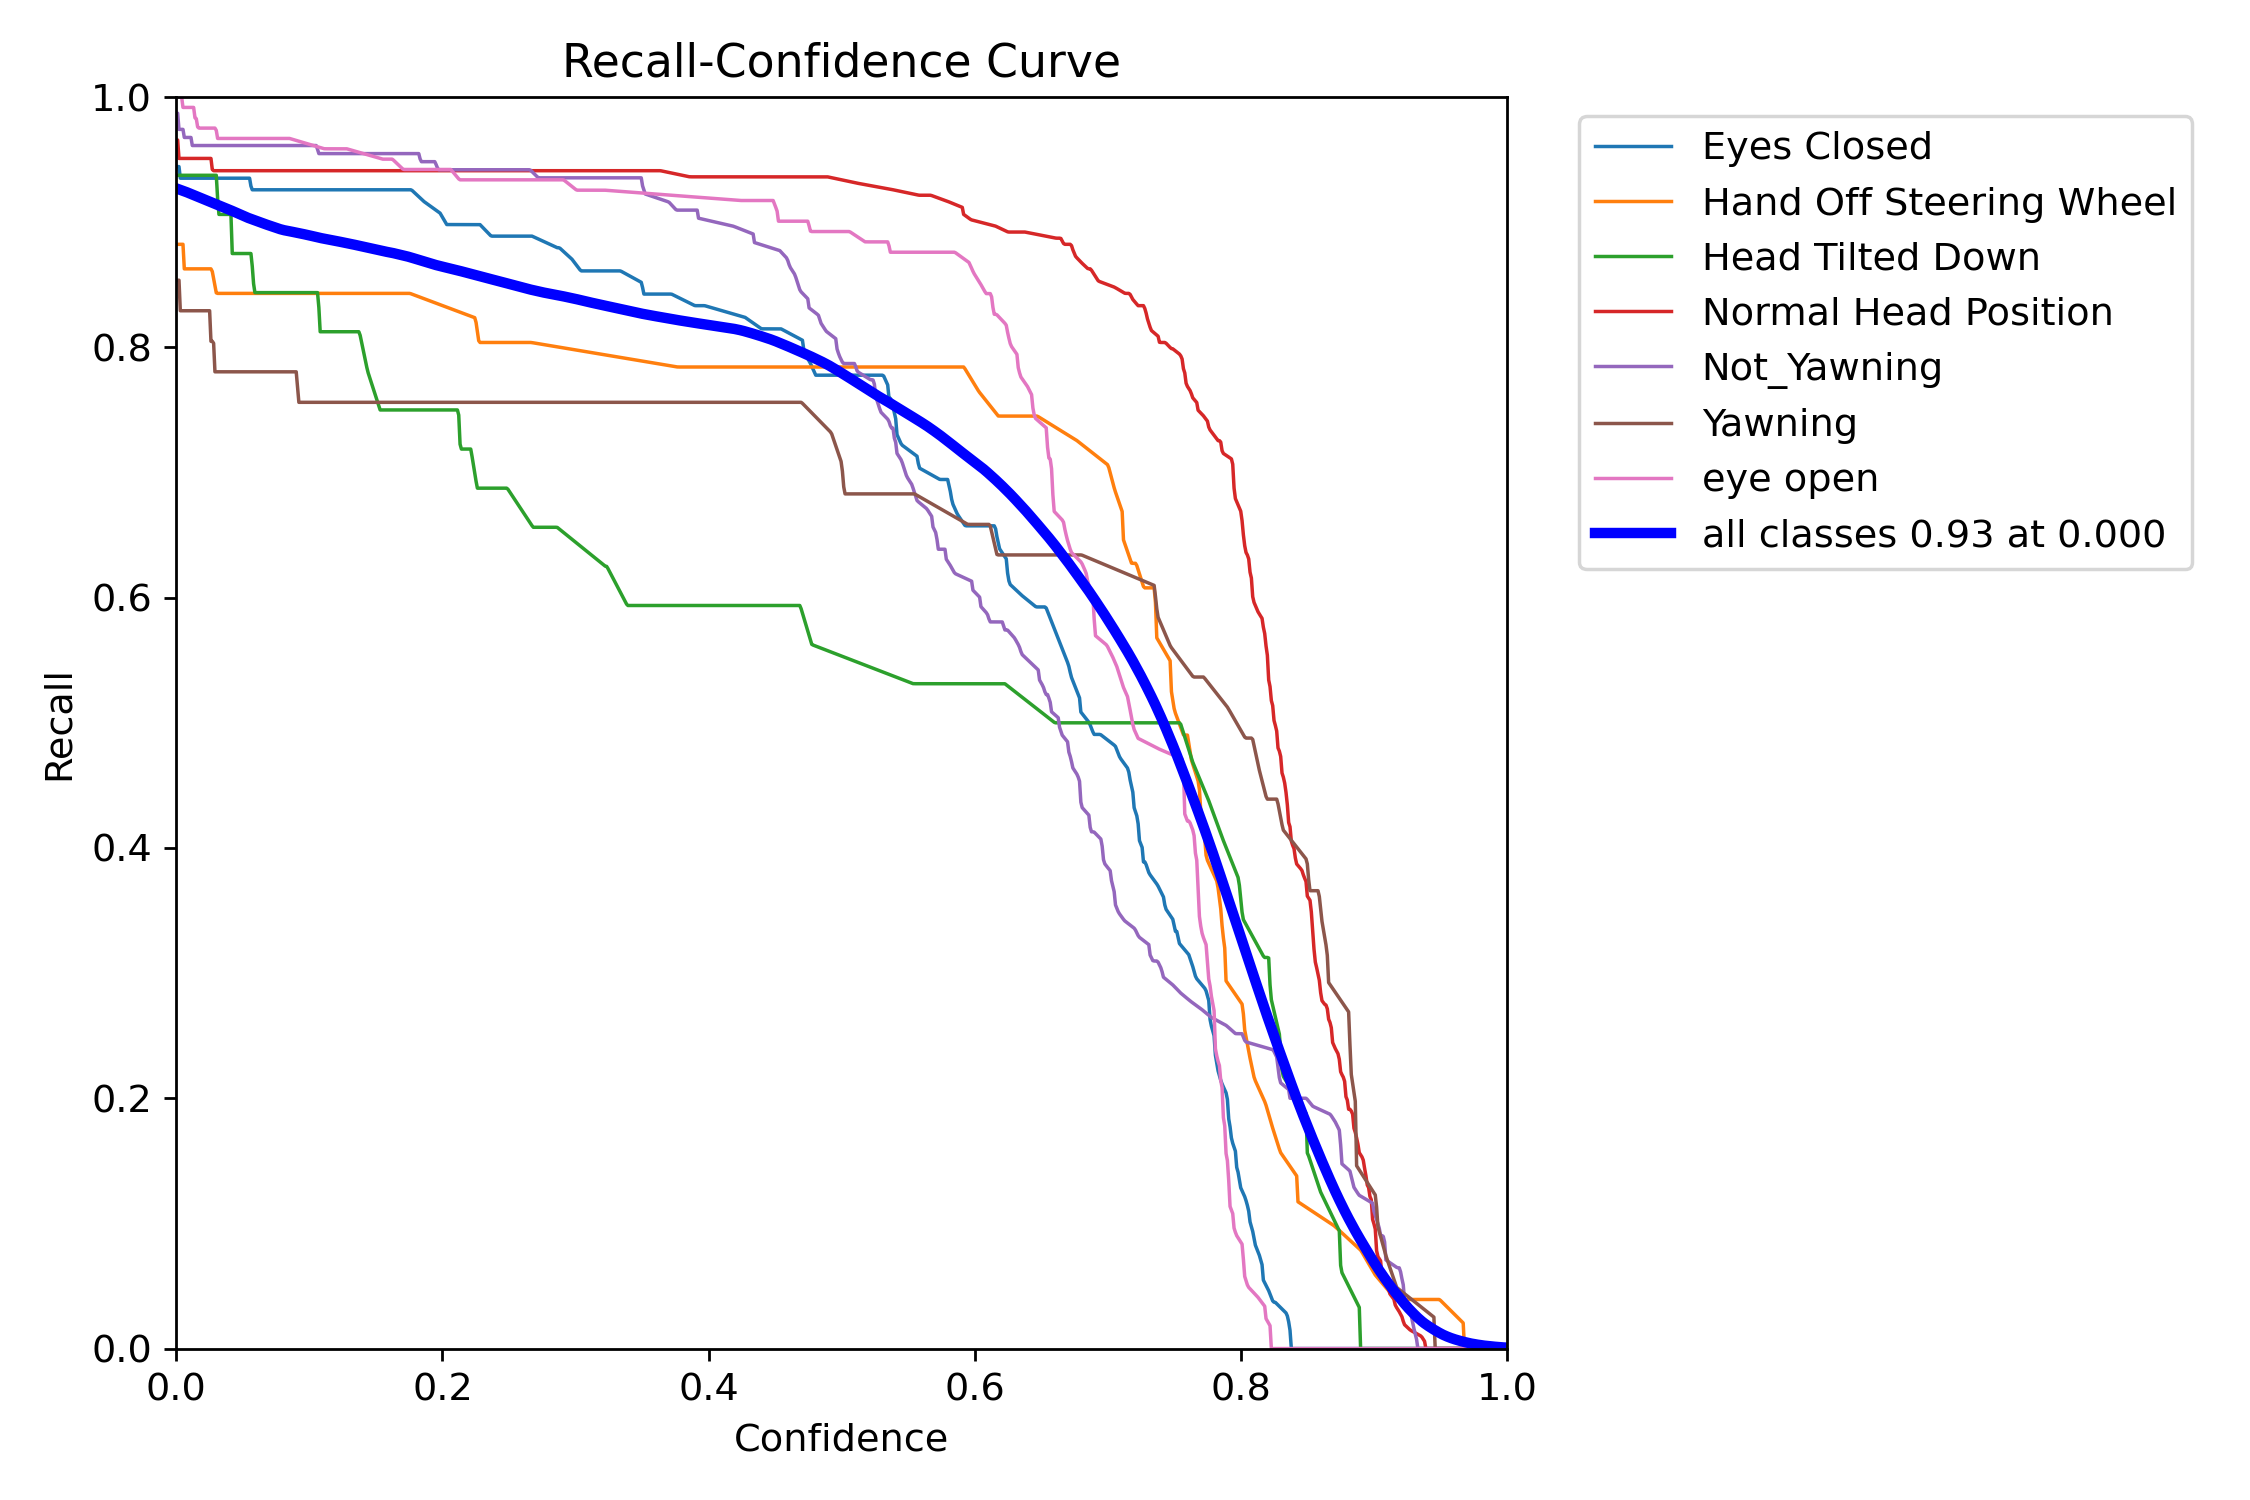 Recall-Confidence Curve
1.0
0.8
0.6
0.4
0.2
0.0
Recall
0.0 0.2 0.4 0.6 0.8 1.0
Confidence
Eyes Closed
Hand Off Steering Wheel
Head Tilted Down
Normal Head Position
Not_Yawning
Yawning
eye open
all classes 0.93 at 0.000